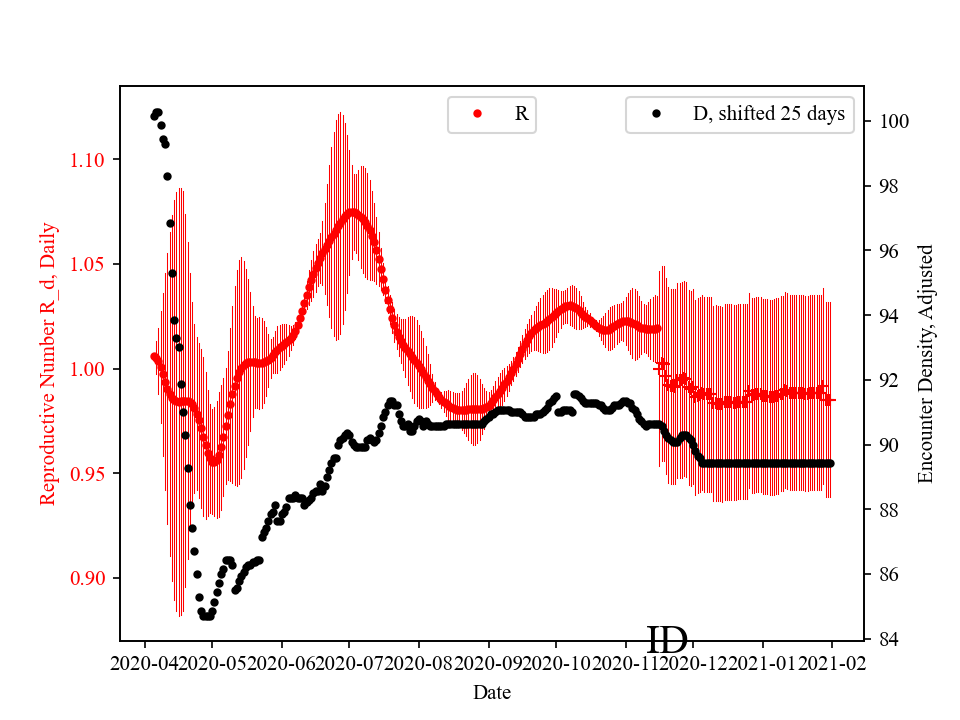 R
D, shifted 25 days
1.10
1.05
1.00
0.95
0.90
Reproductive Number R_d, Daily
100
98
96
94
92
90
88
86
84
Encounter Density, Adjusted
ID
2020-04 2020-05 2020-06 2020-07 2020-08 2020-09 2020-10 2020-11 2020-12 2021-01 2021-02
Date